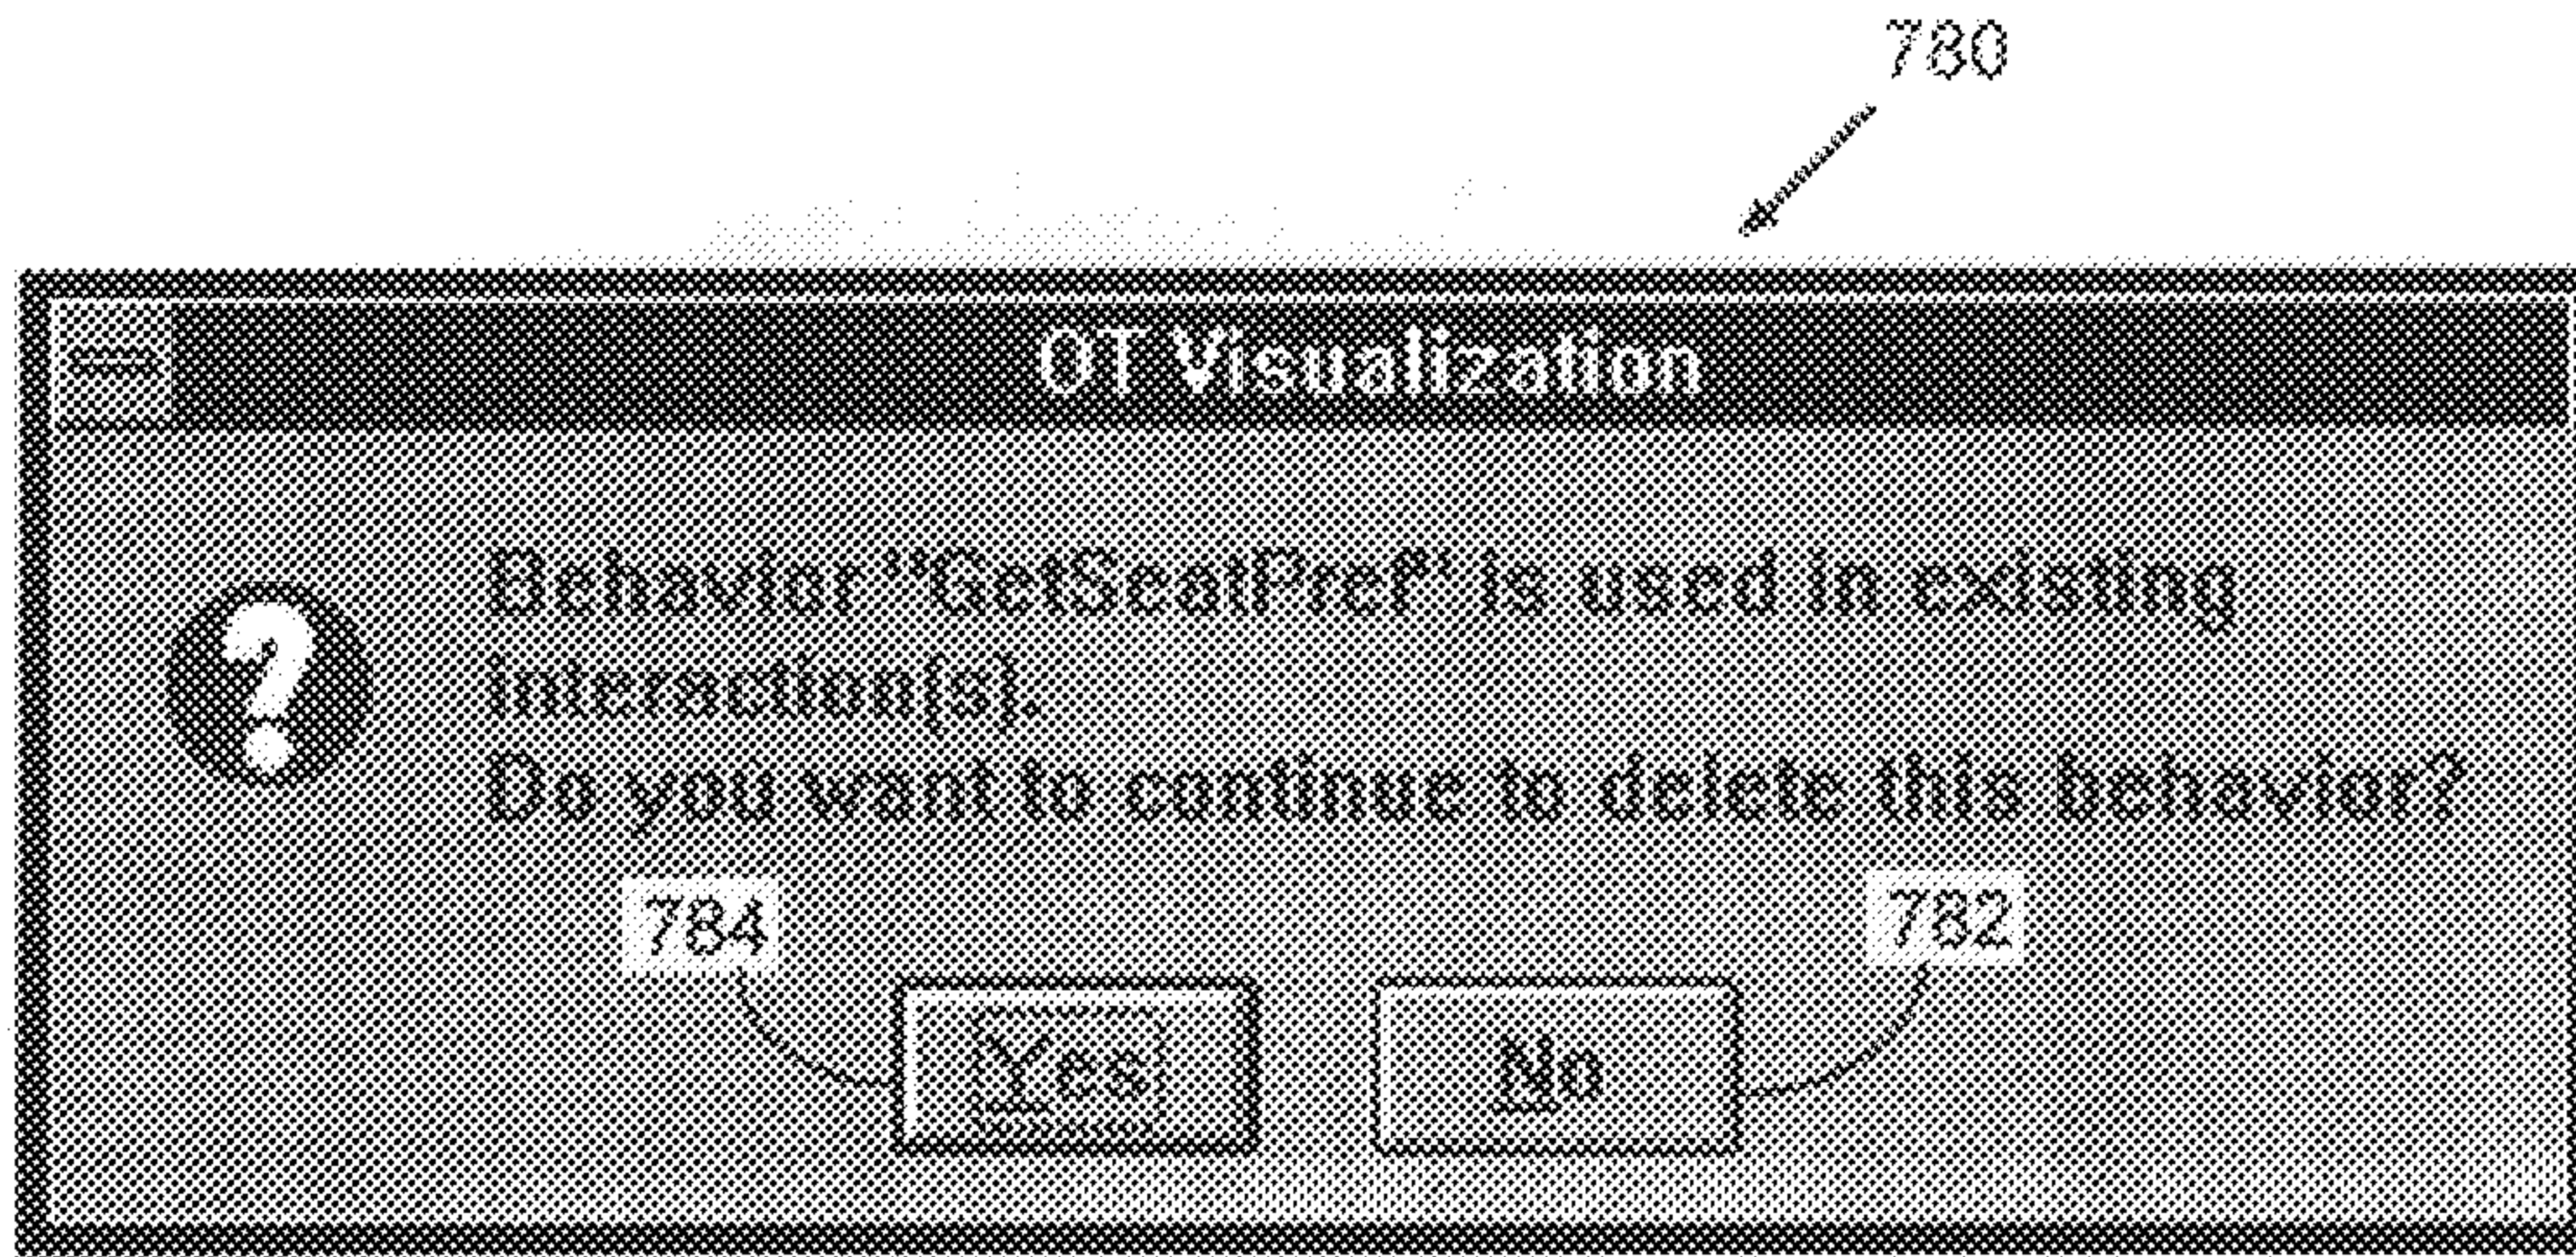 780
OT Visualization
Behavior "GetSeatPref" is used in existing
interaction(s).
Do you want to continue to delete this behavior?
784
782
Yes
No